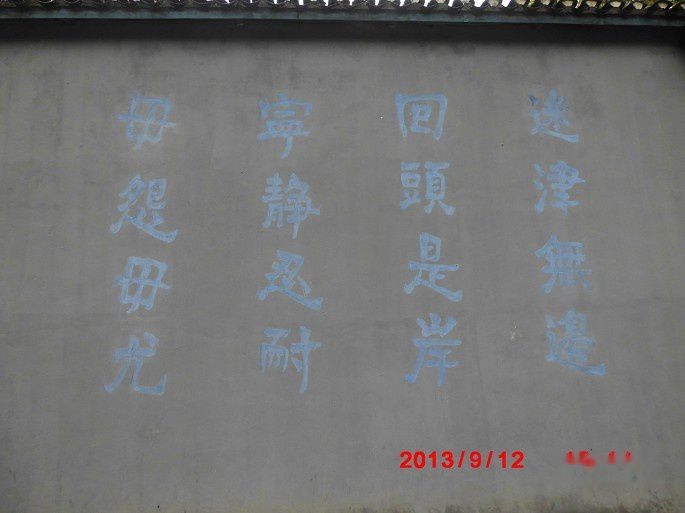 迷津無邊
回頭是岸
寧靜忍耐
毋怨毋尤
2013/9/12